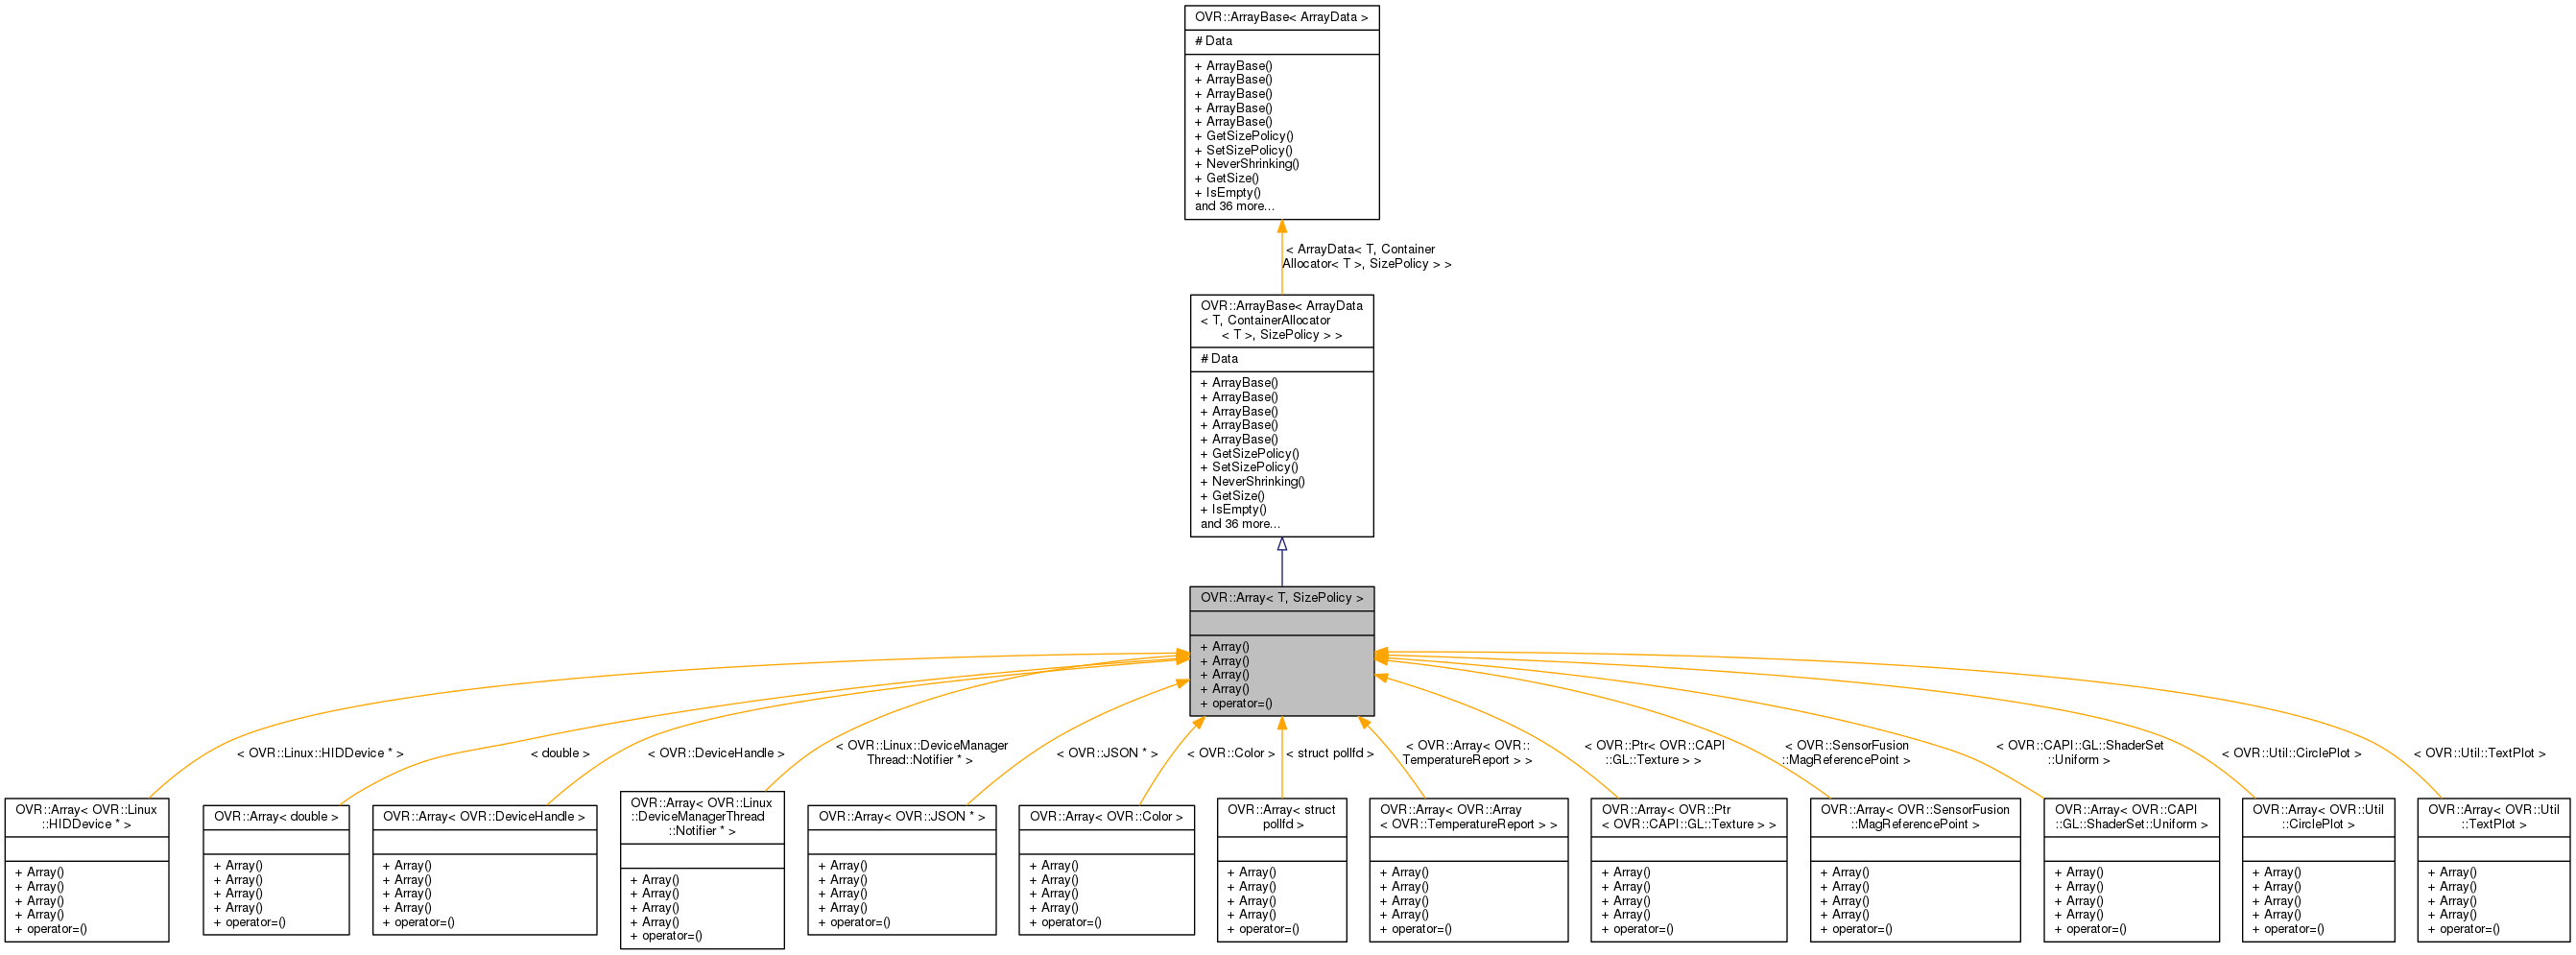 OVR::ArrayBase< ArrayData >
# Data
+ ArrayBase()
+ ArrayBase()
+ ArrayBase()
+ ArrayBase()
+ ArrayBase()
+ GetSizePolicy()
+ SetSizePolicy()
+ NeverShrinking()
+ GetSize()
+ IsEmpty()
and 36 more...
< ArrayData< T, Container
Allocator< T >, SizePolicy > >
OVR::ArrayBase< ArrayData
< T, ContainerAllocator
< T >, SizePolicy > >
# Data
+ ArrayBase()
+ ArrayBase()
+ ArrayBase()
+ ArrayBase()
+ ArrayBase()
+ GetSizePolicy()
+ SetSizePolicy()
+ NeverShrinking()
+ GetSize()
+ IsEmpty()
and 36 more...
OVR::Array< T, SizePolicy >
+ Array()
+ Array()
+ Array()
+ Array()
+ operator=()
< OVR::Linux::HIDDevice * >
< double >
< OVR::DeviceHandle >
< OVR::Linux::DeviceManager
Thread::Notifier * >
< OVR::JSON * >
< OVR::Color >
< struct pollfd >
< OVR::Array< OVR::
TemperatureReport > >
< OVR::Ptr< OVR::CAPI
::GL::Texture > >
< OVR::SensorFusion
::MagReferencePoint >
< OVR::CAPI::GL::ShaderSet
::Uniform >
< OVR::Util::CirclePlot >
< OVR::Util::TextPlot >
OVR::Array< OVR::Linux
::HIDDevice * >
+ Array()
+ Array()
+ Array()
+ Array()
+ operator=()
OVR::Array< double >
+ Array()
+ Array()
+ Array()
+ Array()
+ operator=()
OVR::Array< OVR::DeviceHandle >
+ Array()
+ Array()
+ Array()
+ Array()
+ operator=()
OVR::Array< OVR::Linux
::DeviceManagerThread
::Notifier * >
+ Array()
+ Array()
+ Array()
+ Array()
+ operator=()
OVR::Array< OVR::JSON * >
+ Array()
+ Array()
+ Array()
+ Array()
+ operator=()
OVR::Array< OVR::Color >
+ Array()
+ Array()
+ Array()
+ Array()
+ operator=()
OVR::Array< struct
pollfd >
+ Array()
+ Array()
+ Array()
+ Array()
+ operator=()
OVR::Array< OVR::Array
< OVR::TemperatureReport > >
+ Array()
+ Array()
+ Array()
+ Array()
+ operator=()
OVR::Array< OVR::Ptr
< OVR::CAPI::GL::Texture > >
+ Array()
+ Array()
+ Array()
+ Array()
+ operator=()
OVR::Array< OVR::SensorFusion
::MagReferencePoint >
+ Array()
+ Array()
+ Array()
+ Array()
+ operator=()
OVR::Array< OVR::CAPI
::GL::ShaderSet::Uniform >
+ Array()
+ Array()
+ Array()
+ Array()
+ operator=()
OVR::Array< OVR::Util
::CirclePlot >
+ Array()
+ Array()
+ Array()
+ Array()
+ operator=()
OVR::Array< OVR::Util
::TextPlot >
+ Array()
+ Array()
+ Array()
+ Array()
+ operator=()